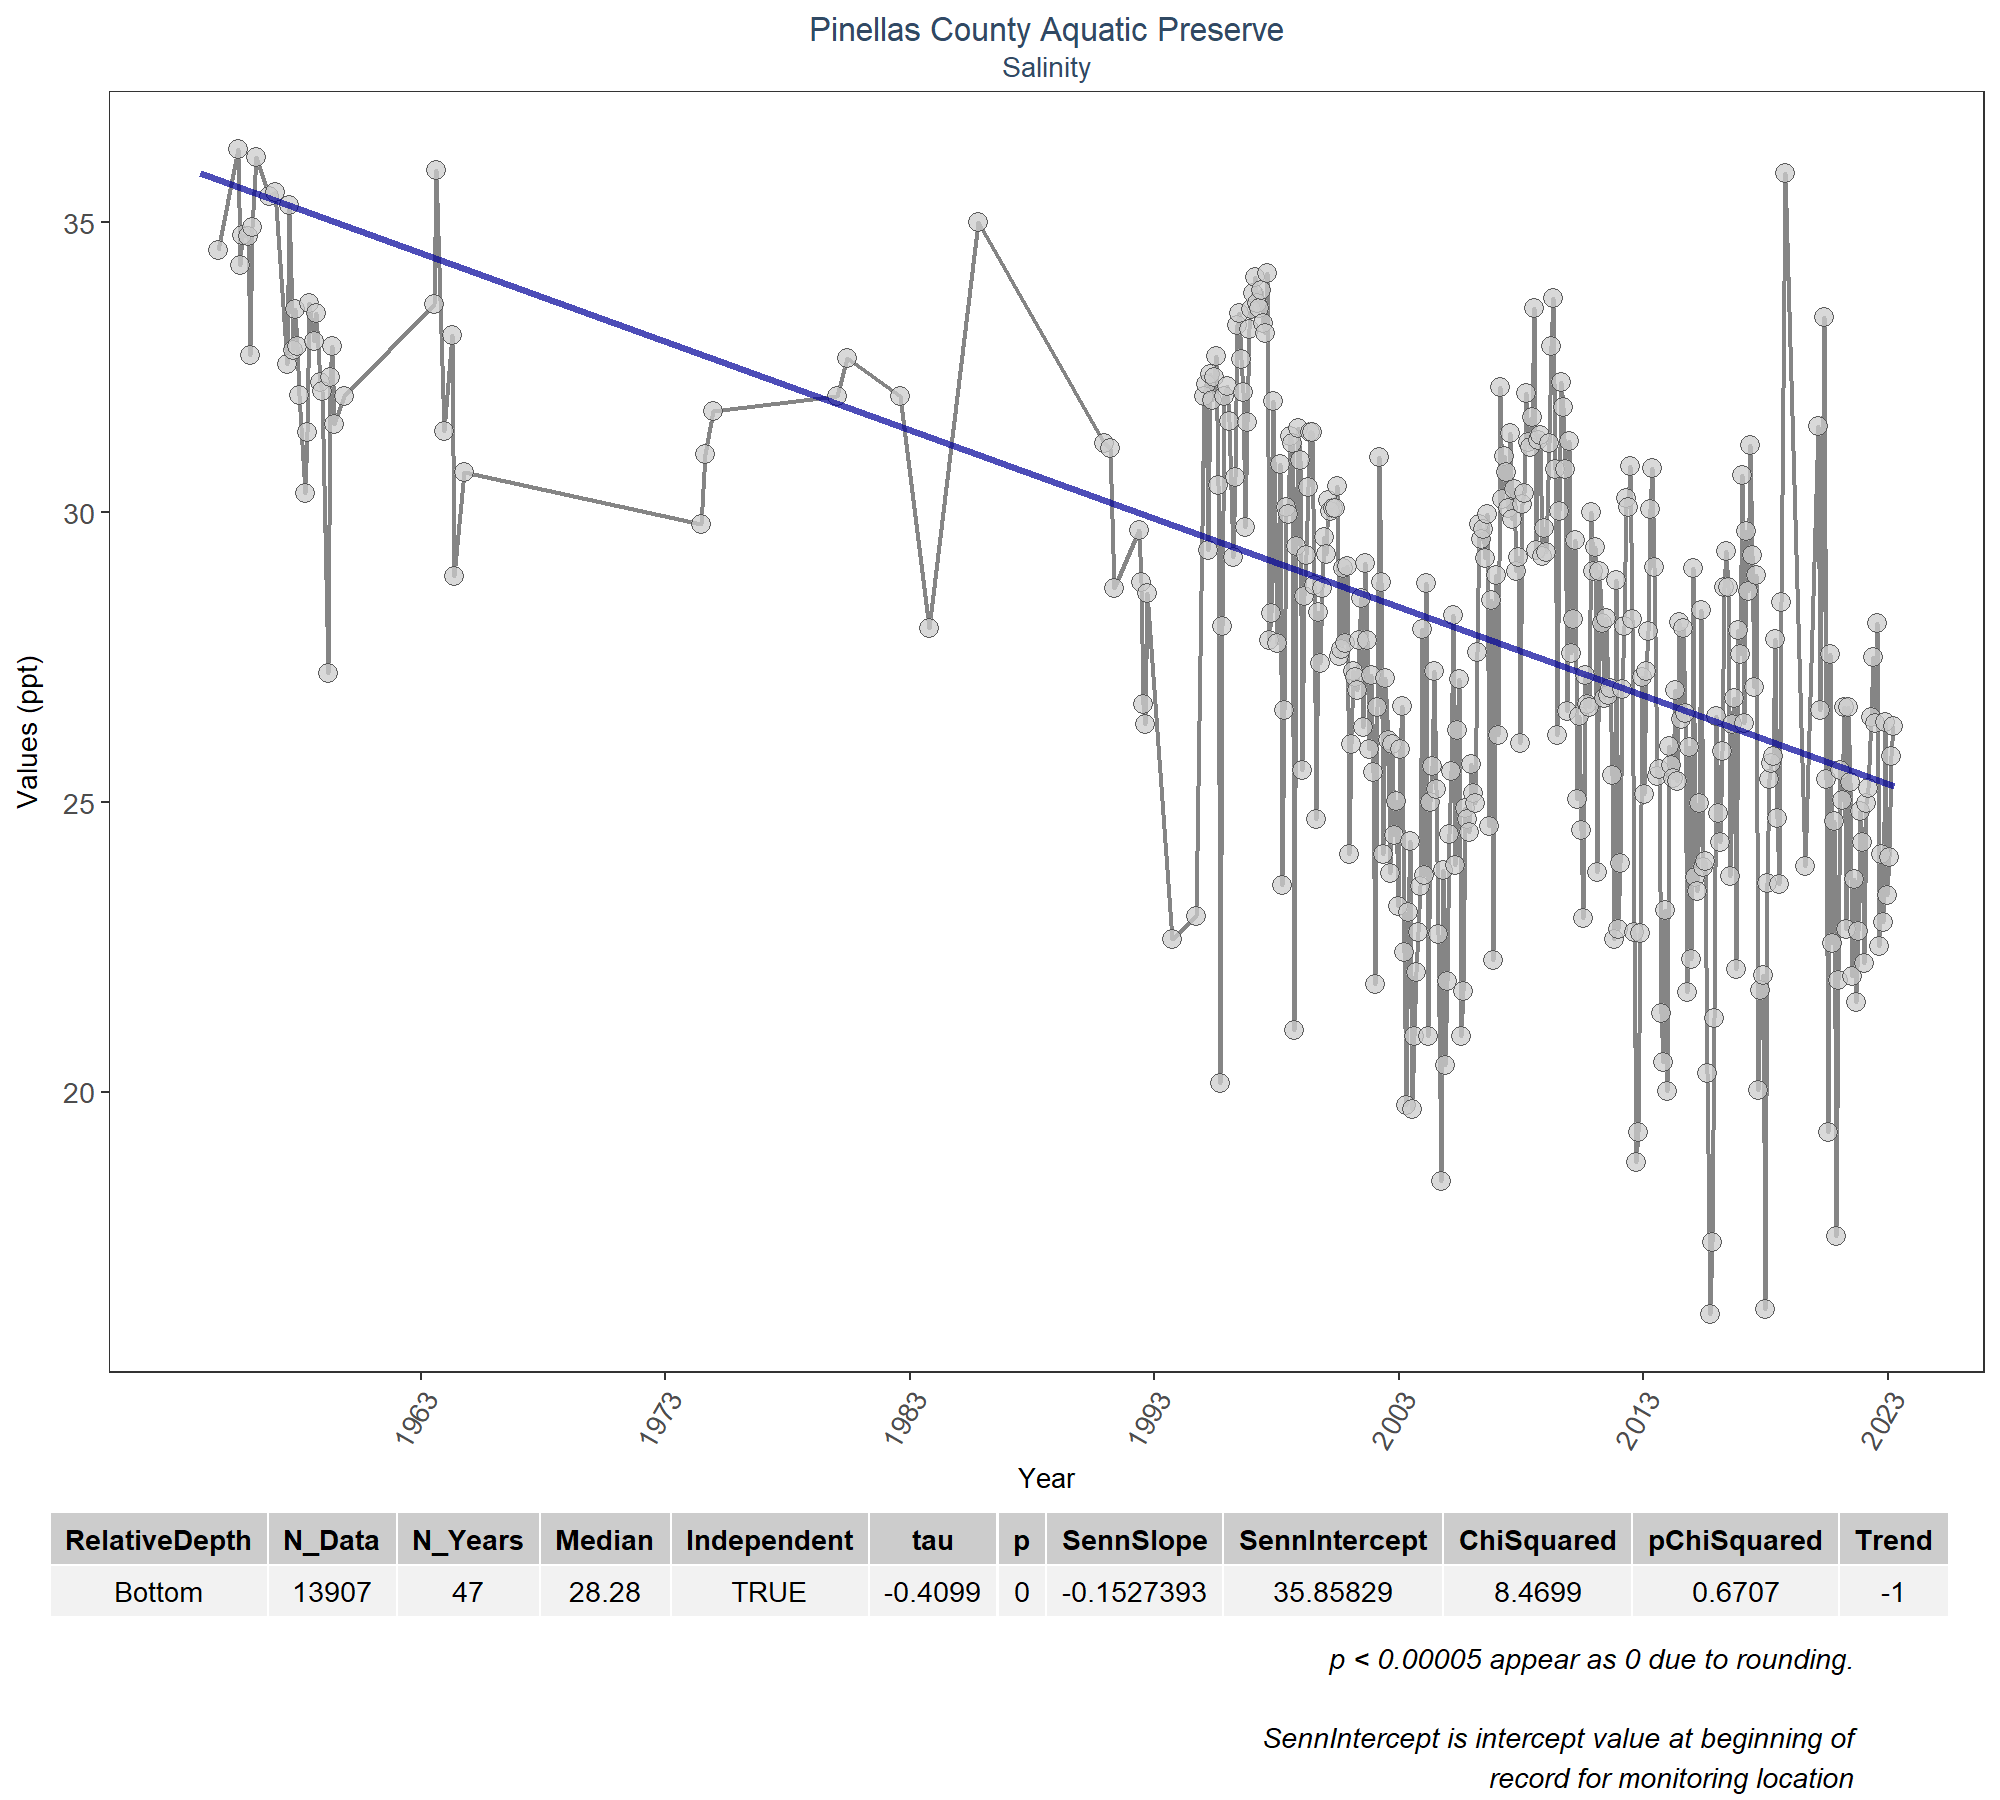 Pinellas County Aquatic Preserve
Salinity
Values (ppt)
35
30
25
20
1963 1973 1983 1993 2003 2013 2023
Year
RelativeDepth N_Data N_Years Median Independent tau p SennSlope SennIntercept ChiSquared pChiSquared Trend
Bottom 13907 47 28.28 TRUE -0.4099 0 -0.1527393 35.85829 8.4699 0.6707 -1
p < 0.00005 appear as 0 due to rounding.
SennIntercept is intercept value at beginning of
record for monitoring location